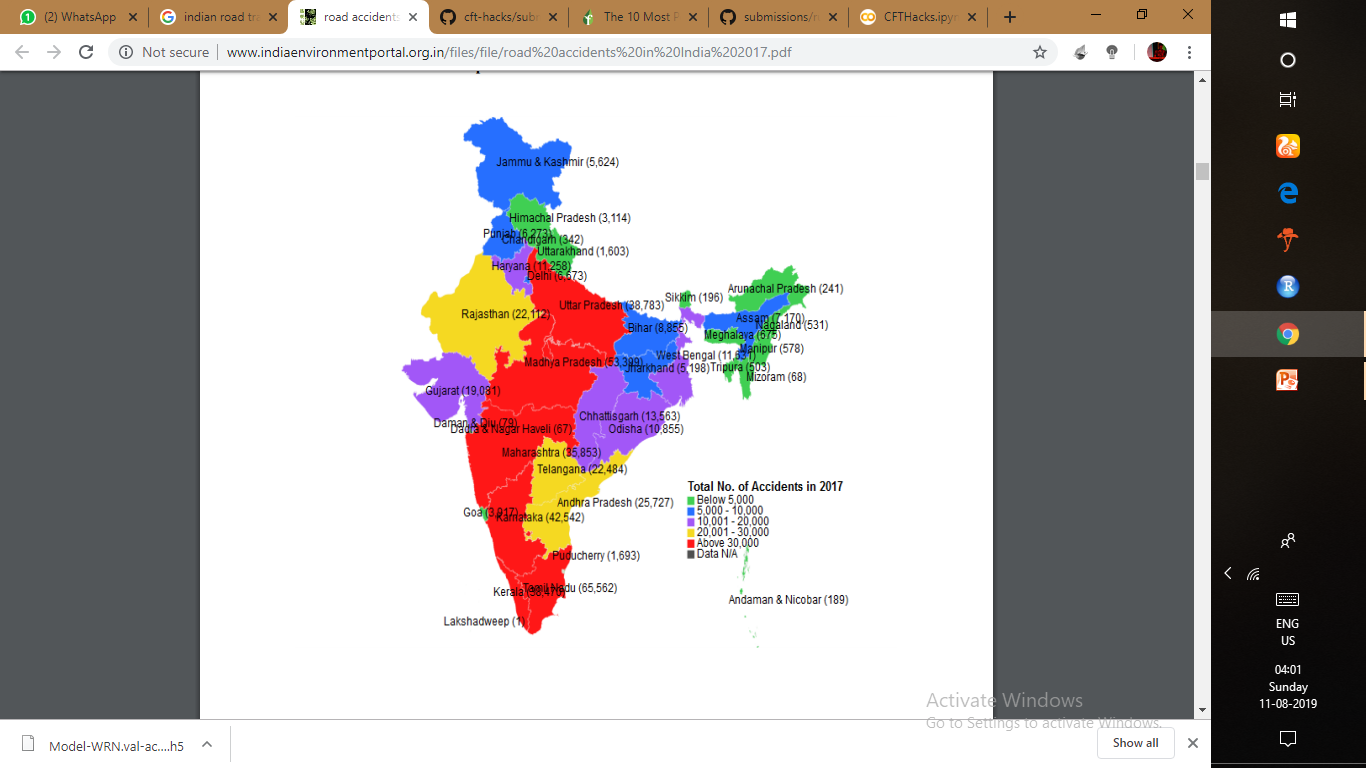 (2) WhatsApp
indian road tra
road accidents
cft-hacks/subr
The 10 Most P
submissions/n
CFTHacks.ipyn
Not secure | www.indiaenvironmentportal.org.in/files/file/road%20accidents%20in%20India%202017.pdf
Jammu & Kashmir (5,624)
Himachal Pradesh (3,114)
Punjab (6,273)
Chandigarh (342)
Uttarakhand (1,603)
Haryana (11,258)
Delhi (6,673)
Arunachal Pradesh (241)
Sikkim (196)
Uttar Pradesh (38,783)
Rajasthan (22,112)
Assam (7,170)
Nagaland (531)
Bihar (8,855)
Meghalaya (675)
Manipur (578)
West Bengal (11,631)
Madhya Pradesh (53,399)
Jharkhand (5,198)
Tripura (503)
Mizoram (68)
Gujarat (19,081)
Chhattisgarh (13,563)
Daman & Diu (79)
Dadra & Nagar Haveli (67)
Odisha (10,855)
Maharashtra (35,853)
Telangana (22,484)
Total No. of Accidents in 2017
Below 5,000
5,000 - 10,000
10,001 - 20,000
20,001 - 30,000
Above 30,000
Data N/A
Andhra Pradesh (25,727)
Goa (3,917)
Karnataka (42,542)
Puducherry (1,693)
Tamil Nadu (65,562)
Kerala (38,470)
Andaman & Nicobar (189)
Lakshadweep (1)
Activate Windows
Go to Settings to activate Windows.
Model-WRN.val-ac....h5
Show all
ENG
US
04:01
Sunday
11-08-2019